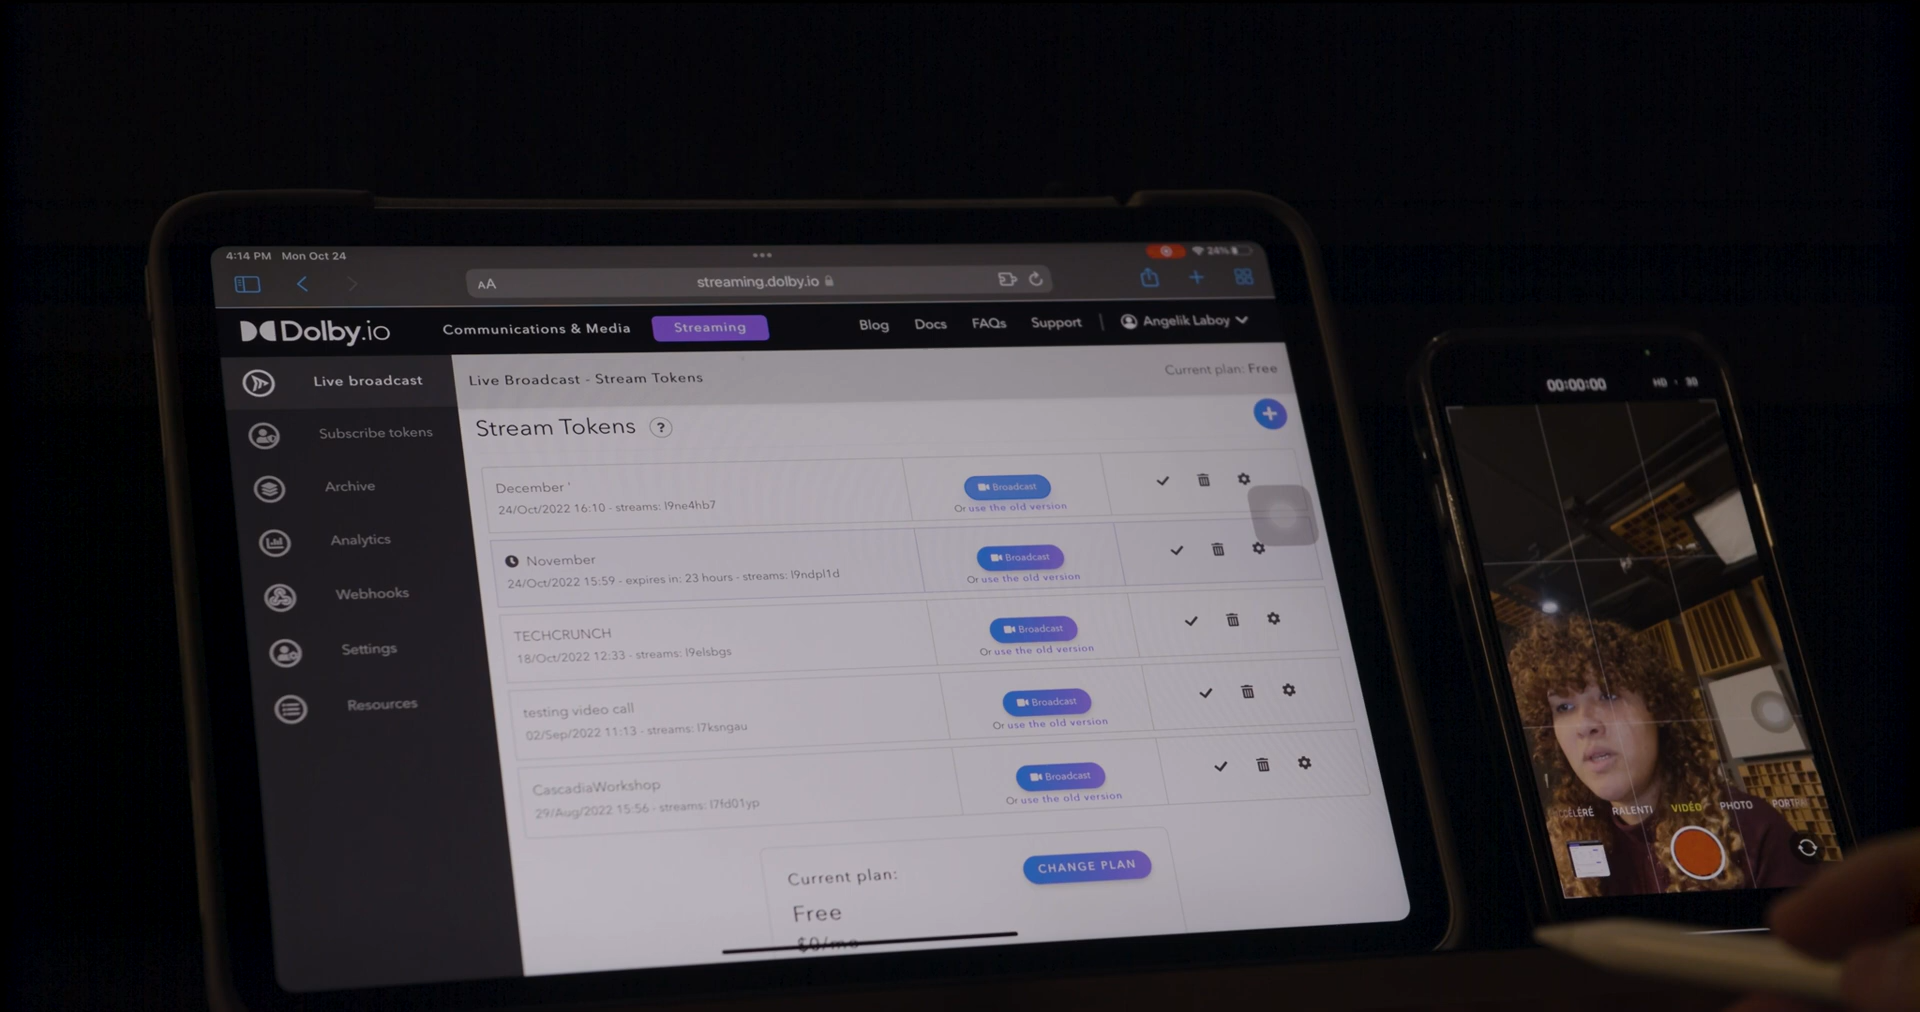 4:14 PM Mon Oct 24
24%
AA streaming.dolby.io
Dolby.io Communications & Media Streaming Blog Docs FAQs Support Angelik Laboy
Live broadcast
Subscribe tokens
Archive
Analytics
Webhooks
Settings
Resources
Live Broadcast - Stream Tokens Current plan: Free
Stream Tokens ?
December '
24/Oct/2022 16:10 - streams: l9ne4hb7
Broadcast
Or use the old version
November
24/Oct/2022 15:59 - expires in: 23 hours - streams: l9ndpl1d
Broadcast
Or use the old version
TECHCRUNCH
18/Oct/2022 12:33 - streams: l9elsbgs
Broadcast
Or use the old version
testing video call
02/Sep/2022 11:13 - streams: l7ksngau
Broadcast
Or use the old version
CascadiaWorkshop
29/Aug/2022 15:56 - streams: l7fd01yp
Broadcast
Or use the old version
Current plan: CHANGE PLAN
Free
$0/mo
00:00:00 HD · 30
RALENTI VIDÉO PHOTO